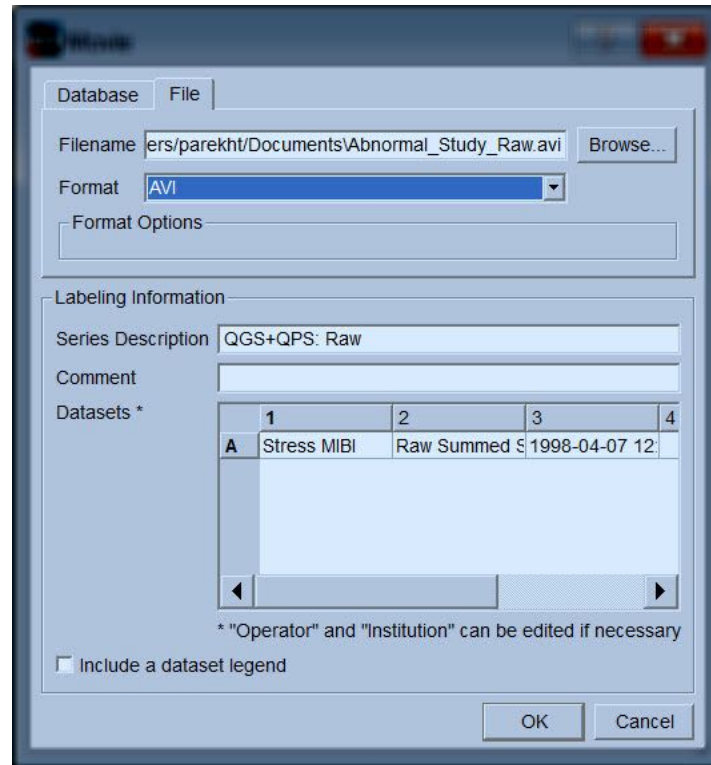 Movie
Database File
Filename ers/parekht/Documents\Abnormal_Study_Raw.avi Browse...
Format AVI
Format Options
Labeling Information
Series Description QGS+QPS: Raw
Comment
Datasets *
1 2 3 4
A Stress MIBI Raw Summed S 1998-04-07 12:
* "Operator" and "Institution" can be edited if necessary
Include a dataset legend
OK Cancel